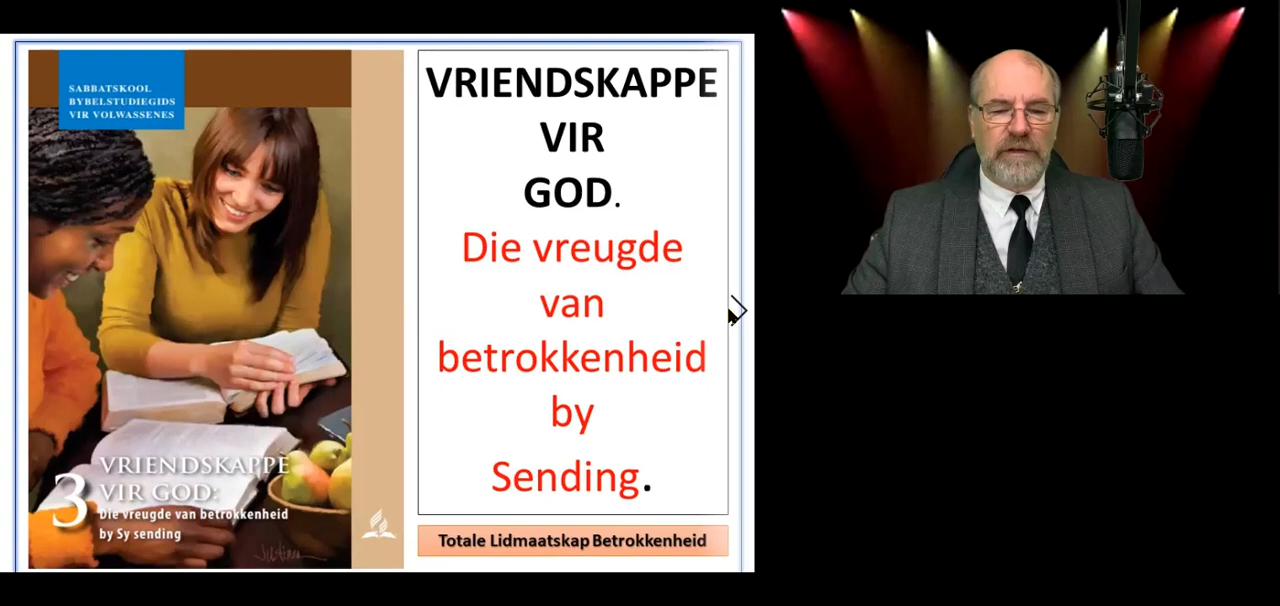 SABBATSKOOL
BYBELSTUDIEGIDS
VIR VOLWASSENES
3
VRIENDSKAPPE
VIR GOD:
Die vreugde van betrokkenheid
by Sy sending
VRIENDSKAPPE
VIR
GOD.
Die vreugde
van
betrokkenheid
by
Sending.
Totale Lidmaatskap Betrokkenheid